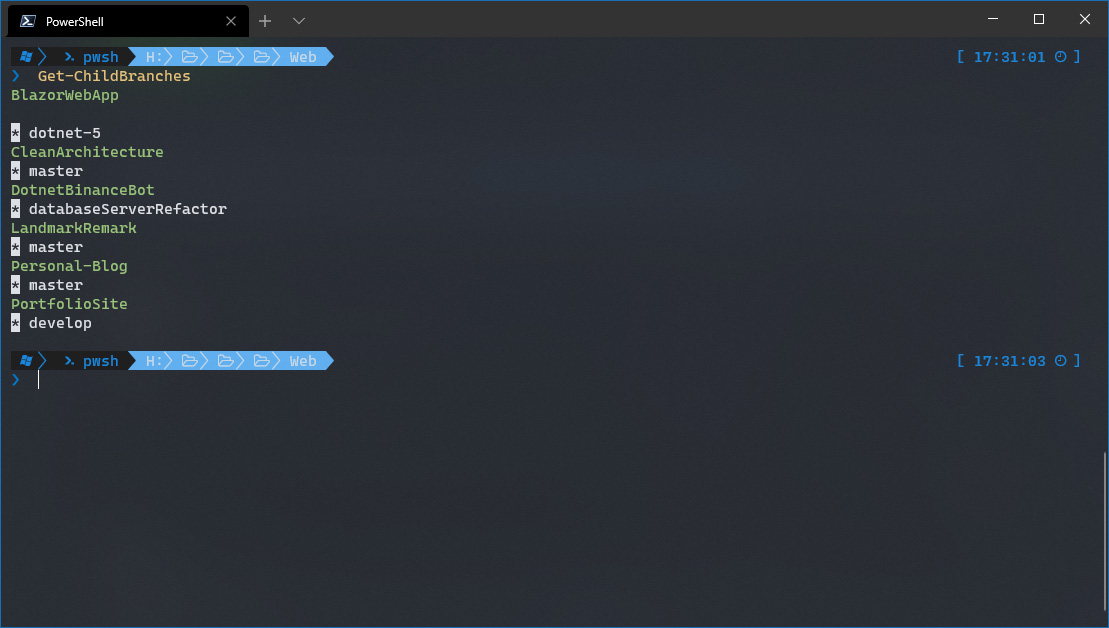 PowerShell
pwsh H: Web [ 17:31:01 ]
❯ Get-ChildBranches
BlazorWebApp
* dotnet-5
CleanArchitecture
* master
DotnetBinanceBot
* databaseServerRefactor
LandmarkRemark
* master
Personal-Blog
* master
PortfolioSite
* develop
pwsh H: Web [ 17:31:03 ]
❯